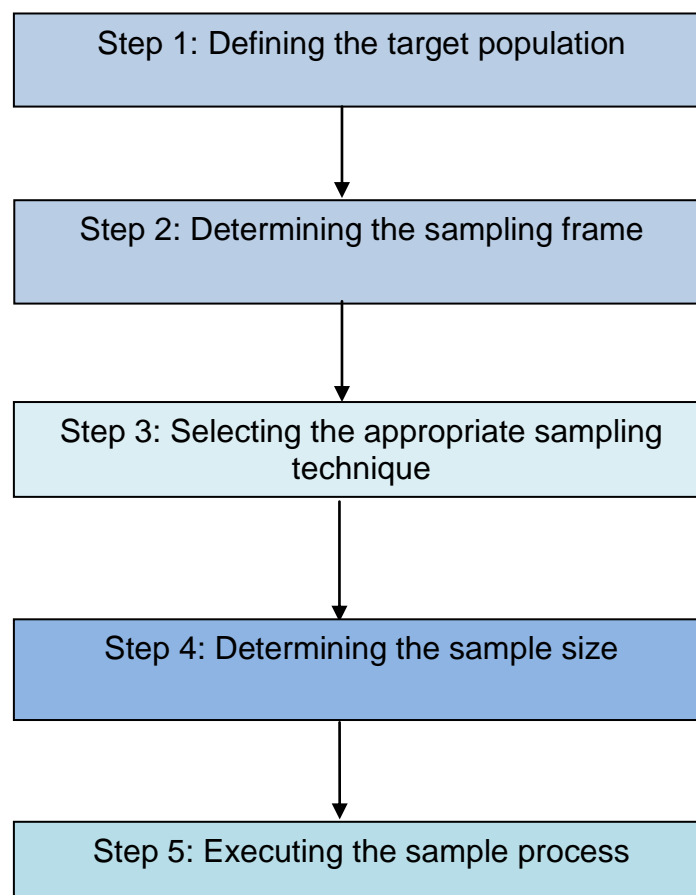 Step 1: Defining the target population
Step 2: Determining the sampling frame
Step 3: Selecting the appropriate sampling
technique
Step 4: Determining the sample size
Step 5: Executing the sample process